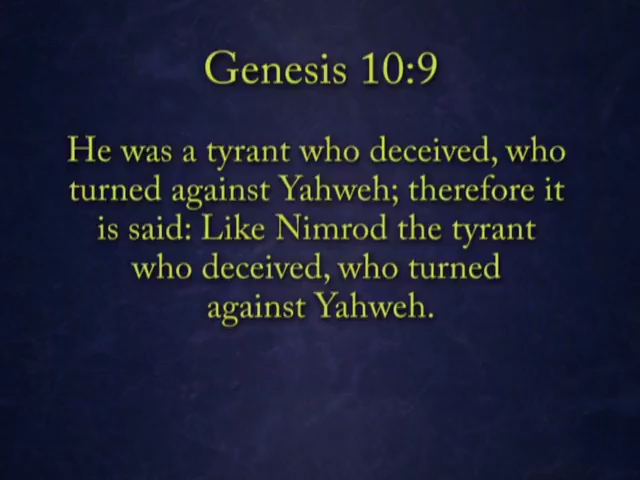 Genesis 10:9
He was a tyrant who deceived, who
turned against Yahweh; therefore it
is said: Like Nimrod the tyrant
who deceived, who turned
against Yahweh.